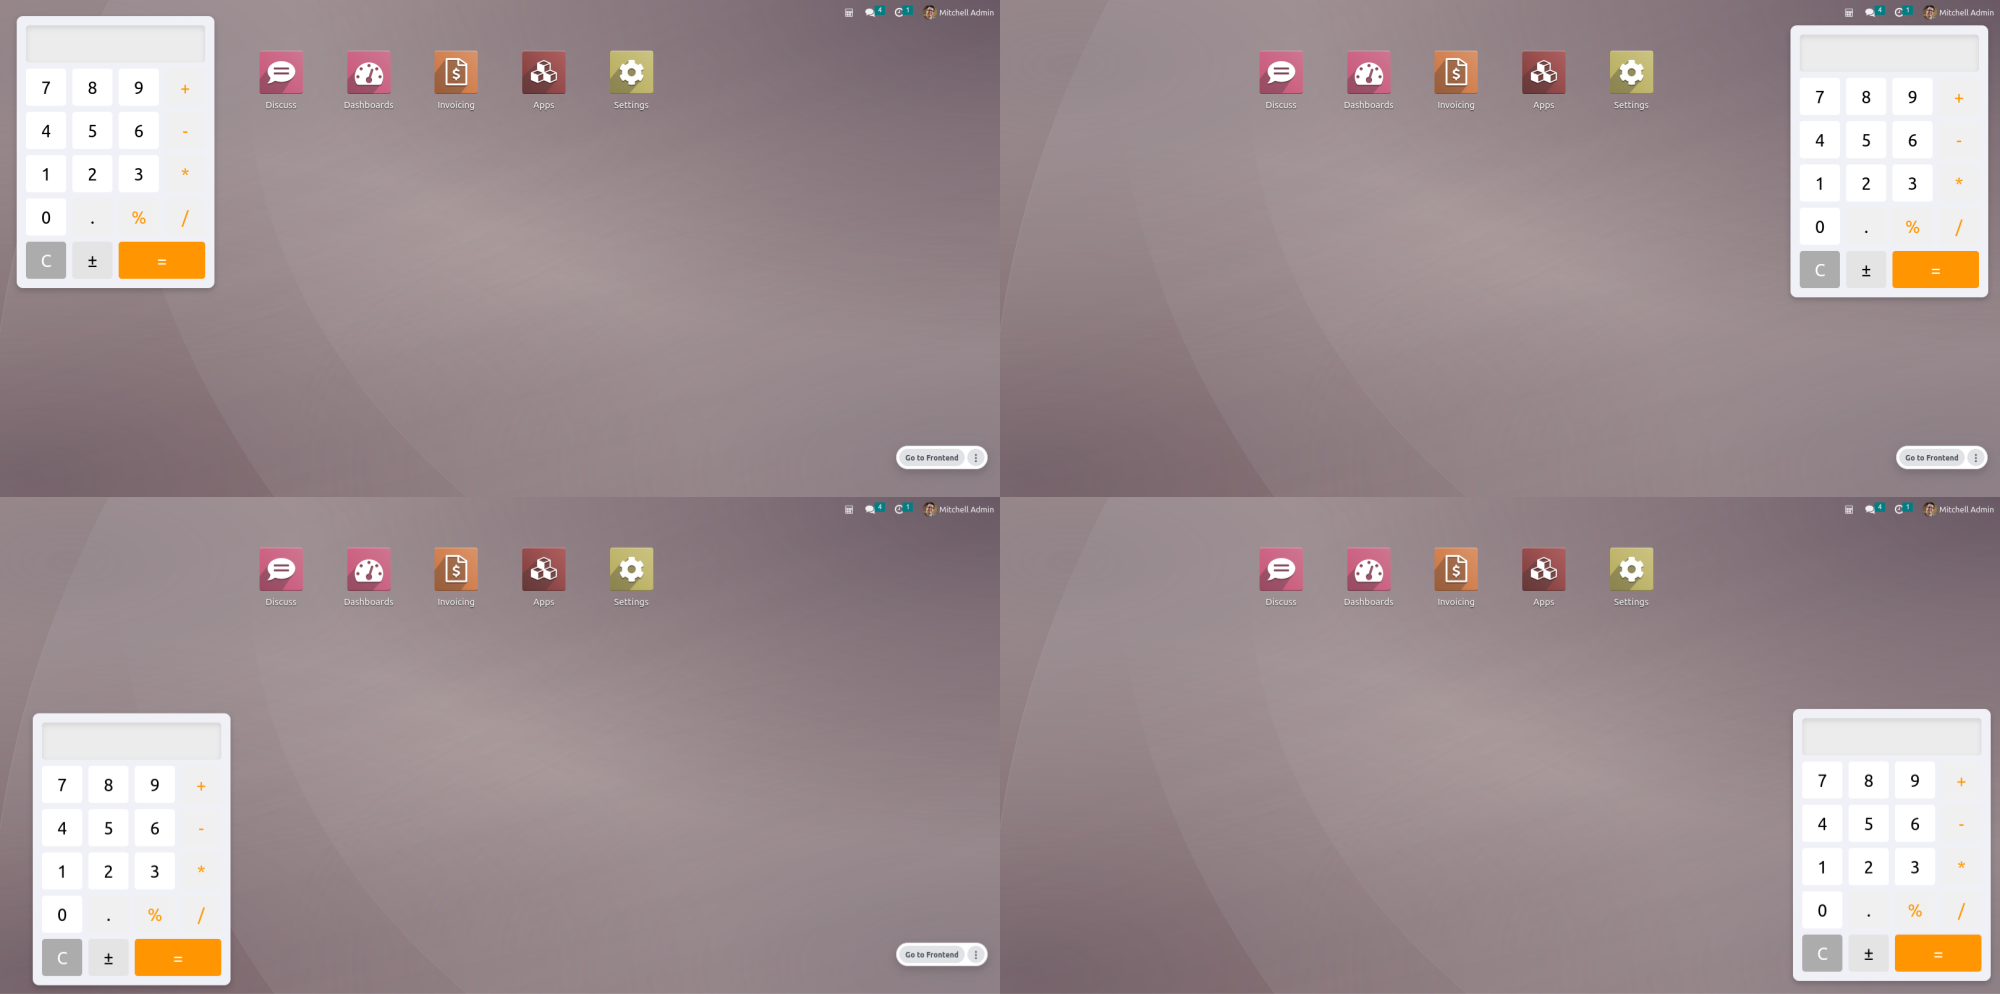 4 1 Mitchell Admin
7 8 9 +
4 5 6 -
1 2 3 *
0 . % /
C ± =
Discuss Dashboards Invoicing Apps Settings
Go to Frontend
4 1 Mitchell Admin
Discuss Dashboards Invoicing Apps Settings
7 8 9 +
4 5 6 -
1 2 3 *
0 . % /
C ± =
Go to Frontend
4 1 Mitchell Admin
Discuss Dashboards Invoicing Apps Settings
7 8 9 +
4 5 6 -
1 2 3 *
0 . % /
C ± =
Go to Frontend
4 1 Mitchell Admin
Discuss Dashboards Invoicing Apps Settings
7 8 9 +
4 5 6 -
1 2 3 *
0 . % /
C ± =